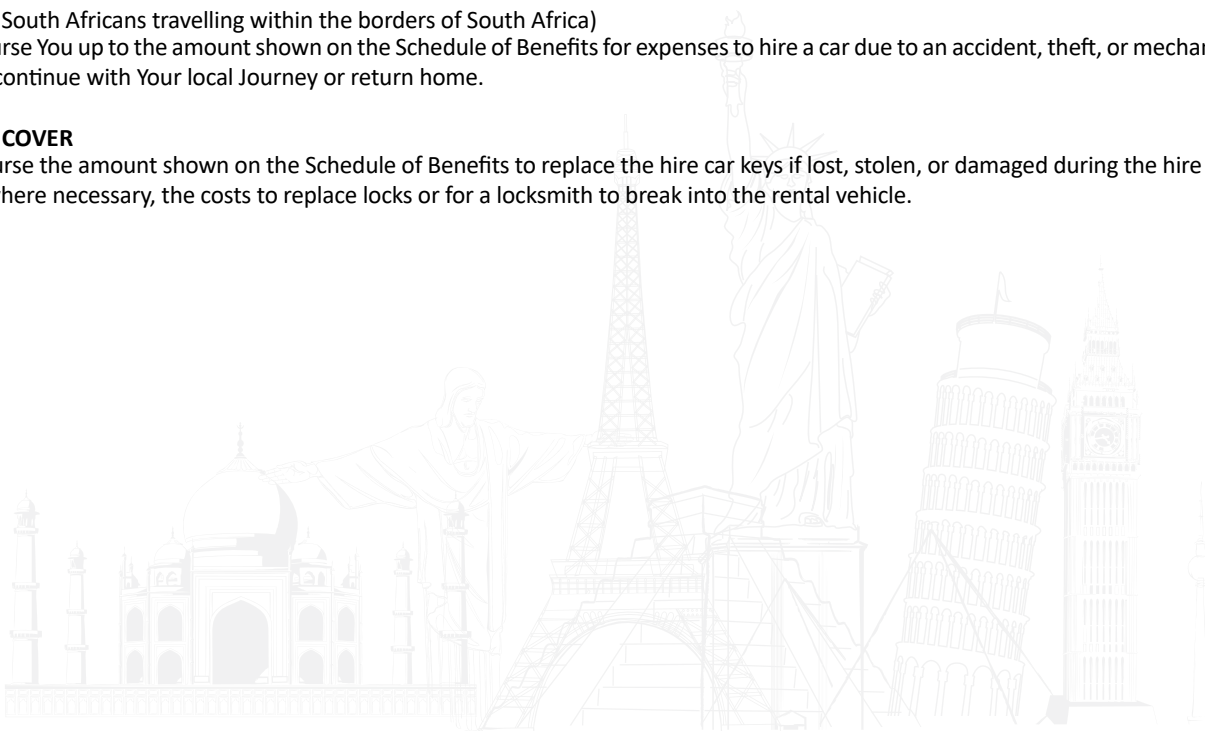 South Africans travelling within the borders of South Africa)
urse You up to the amount shown on the Schedule of Benefits for expenses to hire a car due to an accident, theft, or mechan
continue with Your local Journey or return home.
COVER
urse the amount shown on the Schedule of Benefits to replace the hire car keys if lost, stolen, or damaged during the hire
where necessary, the costs to replace locks or for a locksmith to break into the rental vehicle.